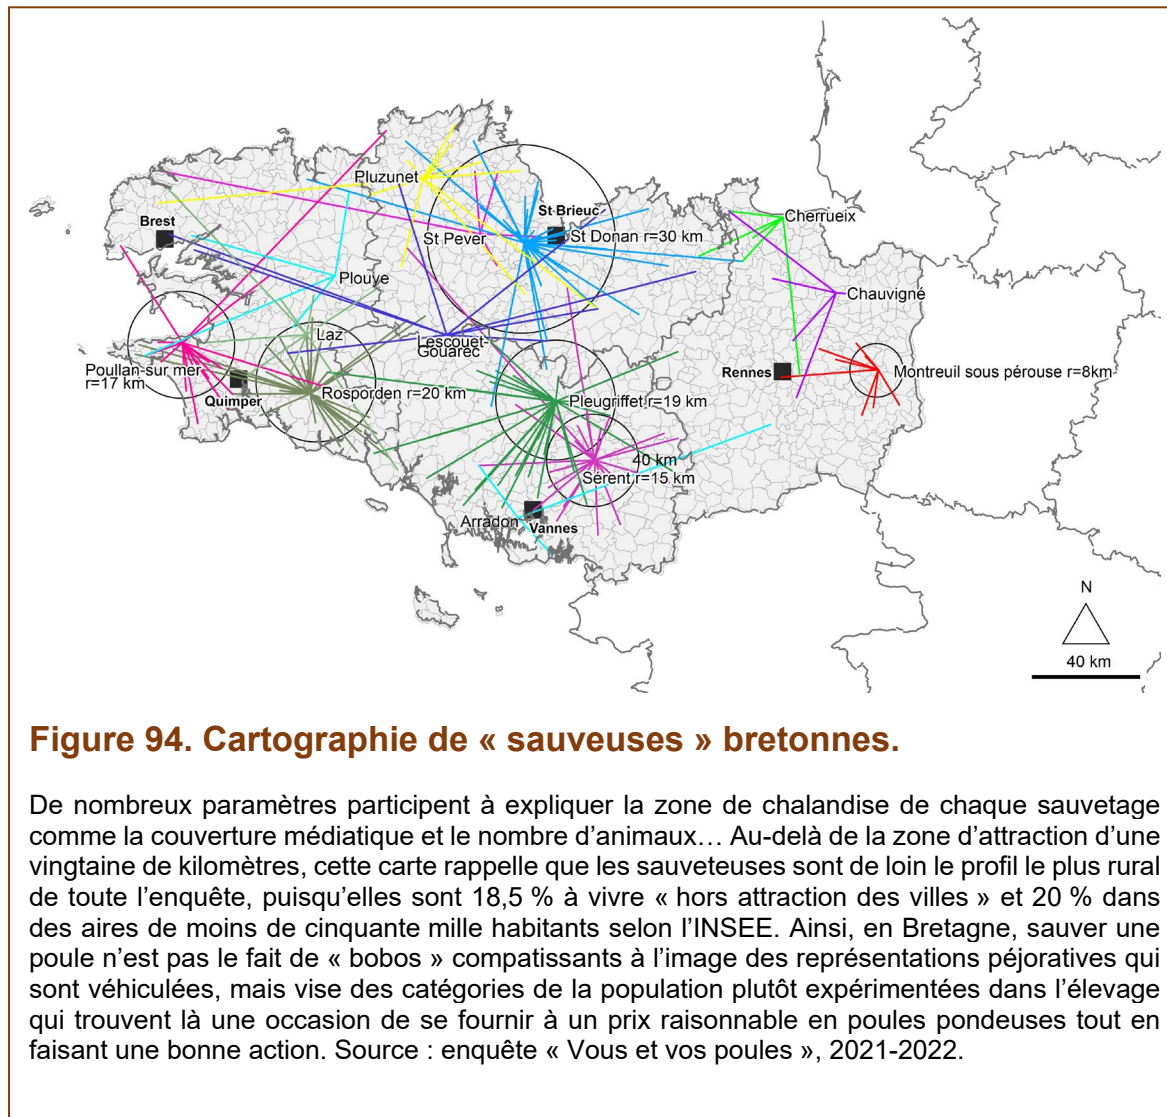 Pluzunet
Brest
St Brieuc
Cherrueix
St Pever
St Donan r=30 km
Plouye
Chauvigné
Laz
Lescouet-
Gouarec
Poullan-sur mer
r=17 km
Rennes
Montreuil sous pérouse r=8km
Quimper
Rosporden r=20 km
Pleugriffet r=19 km
40 km
Sérent r=15 km
Arradon
Vannes
N
40 km
Figure 94. Cartographie de « sauveuses » bretonnes.
De nombreux paramètres participent à expliquer la zone de chalandise de chaque sauvetage
comme la couverture médiatique et le nombre d’animaux… Au-delà de la zone d’attraction d’une
vingtaine de kilomètres, cette carte rappelle que les sauveteuses sont de loin le profil le plus rural
de toute l’enquête, puisqu’elles sont 18,5 % à vivre « hors attraction des villes » et 20 % dans
des aires de moins de cinquante mille habitants selon l’INSEE. Ainsi, en Bretagne, sauver une
poule n’est pas le fait de « bobos » compatissants à l’image des représentations péjoratives qui
sont véhiculées, mais vise des catégories de la population plutôt expérimentées dans l’élevage
qui trouvent là une occasion de se fournir à un prix raisonnable en poules pondeuses tout en
faisant une bonne action. Source : enquête « Vous et vos poules », 2021-2022.